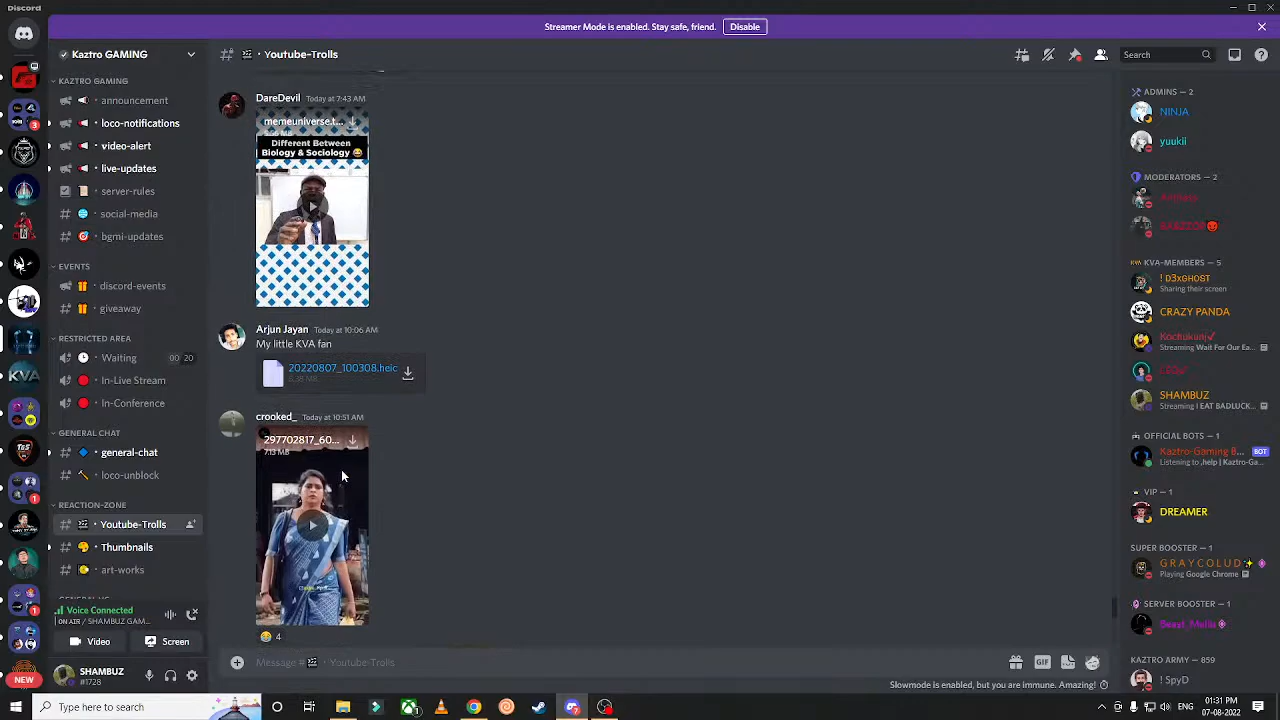 Discord
Streamer Mode is enabled. Stay safe, friend. Disable
Kaztro GAMING
Youtube-Trolls
Search
KAZTRO GAMING
announcement
loco-notifications
video-alert
live-updates
server-rules
social-media
bgmi-updates
EVENTS
discord-events
giveaway
RESTRICTED AREA
Waiting 00 20
In-Live Stream
In-Conference
GENERAL CHAT
general-chat
loco-unblock
REACTION-ZONE
Youtube-Trolls
Thumbnails
art-works
Voice Connected
ON AIR / SHAMBUZ GAM...
Video Screen
SHAMBUZ
#1728
3
1
1
NEW
DareDevil Today at 7:43 AM
memeuniverse.t...
Different Between
Biology & Sociology
Arjun Jayan Today at 10:06 AM
My little KVA fan
20220807_100308.heic
crooked_ Today at 10:51 AM
297702817_60...
7.13 MB
4
Message # Youtube-Trolls
GIF
Slowmode is enabled, but you are immune. Amazing!
ADMINS — 2
NINJA
yuukii
MODERATORS — 2
KVA-MEMBERS — 5
! D3xGHOST
Sharing their screen
CRAZY PANDA
Kochukunj✓
Streaming Wait For Our Ea...
SHAMBUZ
Streaming I EAT BADLUCK...
OFFICIAL BOTS — 1
Kaztro-Gaming B... BOT
Listening to ,help | Kaztro-Ga...
VIP — 1
DREAMER
SUPER BOOSTER — 1
G R A Y C O L U D
Playing Google Chrome
SERVER BOOSTER — 1
Beast_Mallu
KAZTRO ARMY — 859
! SpyD
Type here to search
ENG
01:31 PM
07-08-2022